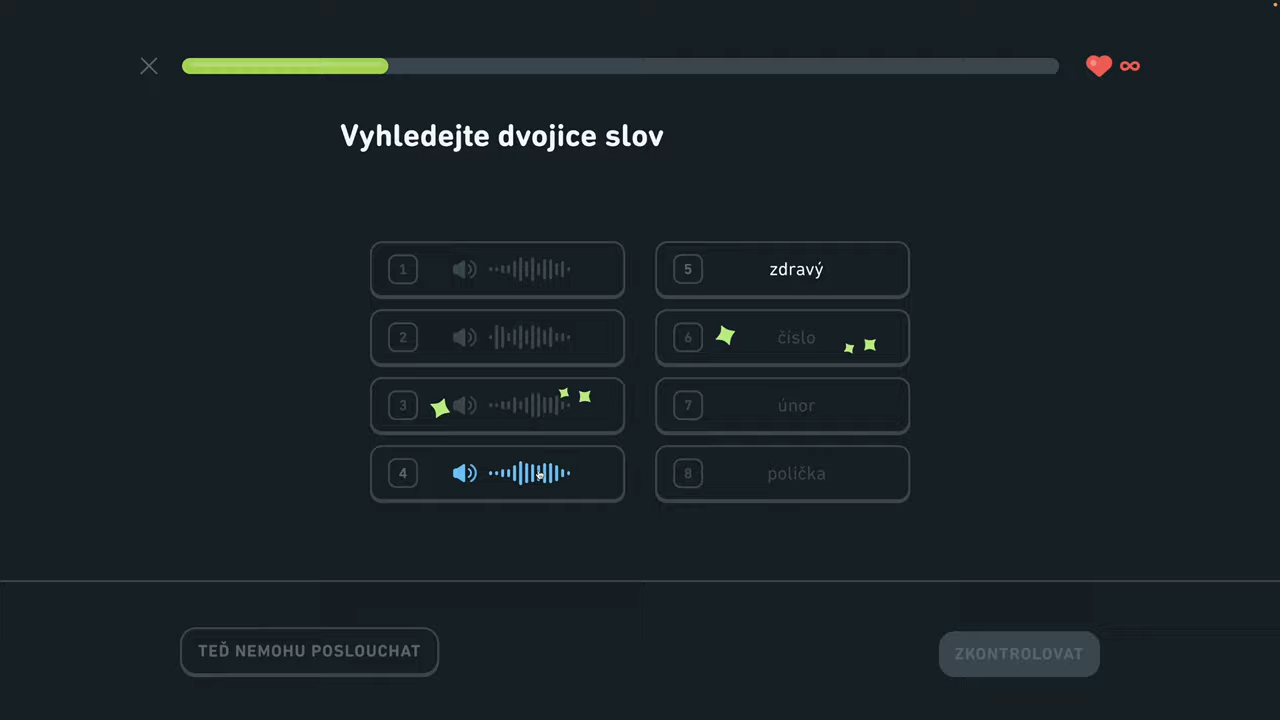 ∞
Vyhledejte dvojice slov
1
5 zdravý
2
6 číslo
3
7 únor
4
8 polička
TEĎ NEMOHU POSLOUCHAT
ZKONTROLOVAT